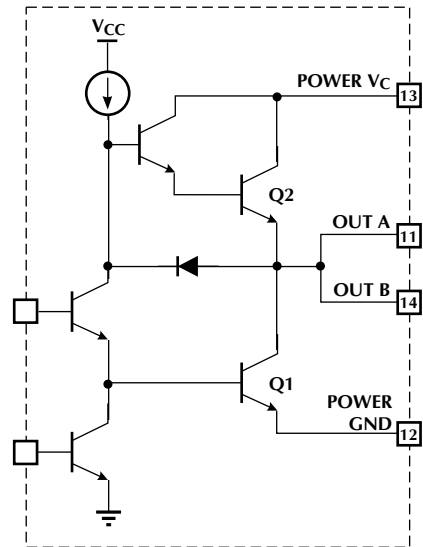 VCC
POWER VC
13
Q2
OUT A
11
OUT B
14
Q1
POWER
GND
12